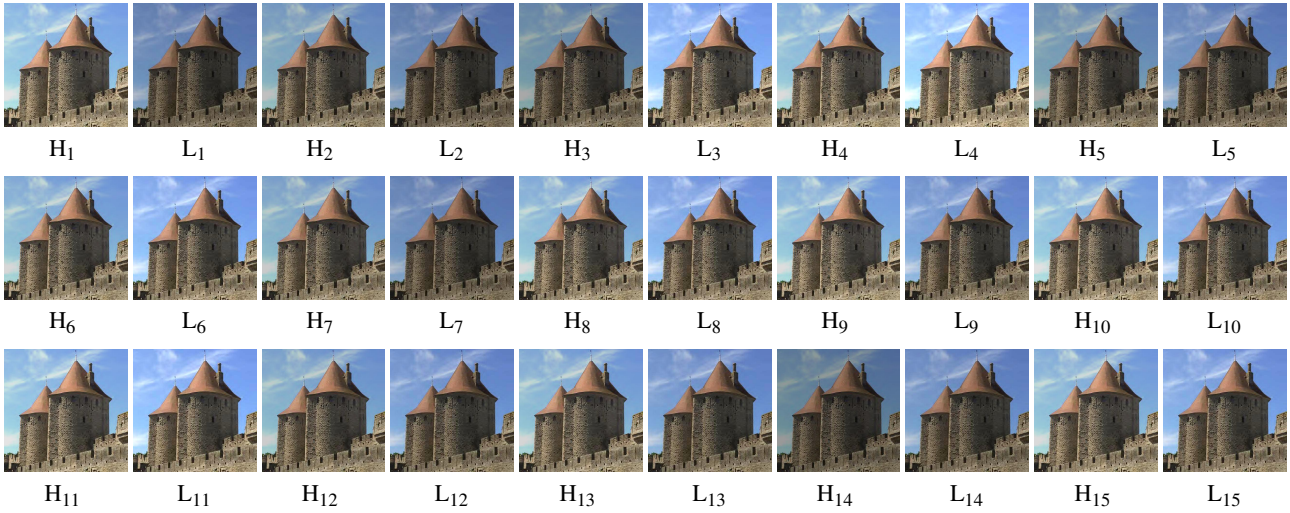 H₁ L₁ H₂ L₂ H₃ L₃ H₄ L₄ H₅ L₅
H₆ L₆ H₇ L₇ H₈ L₈ H₉ L₉ H₁₀ L₁₀
H₁₁ L₁₁ H₁₂ L₁₂ H₁₃ L₁₃ H₁₄ L₁₄ H₁₅ L₁₅